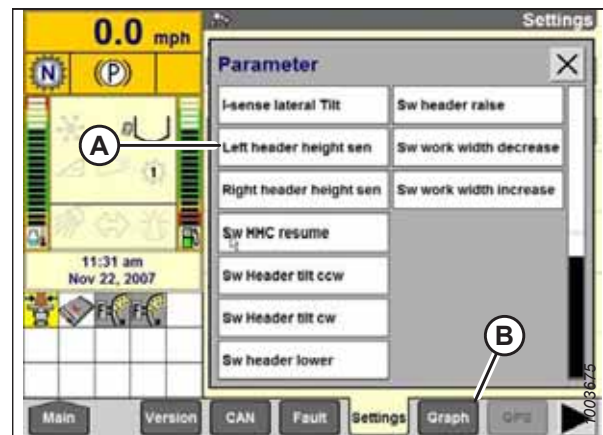 0.0 mph
Settings
N
(P)
Parameter
I-sense lateral Tilt
Sw header raise
A
Left header height sen
Sw work width decrease
1
Right header height sen
Sw work width increase
Sw HHC resume
11:31 am
Nov 22, 2007
Sw Header tilt ccw
Sw Header tilt cw
B
Sw header lower
Main
Version
CAN
Fault
Settings
Graph
GPS
1003675